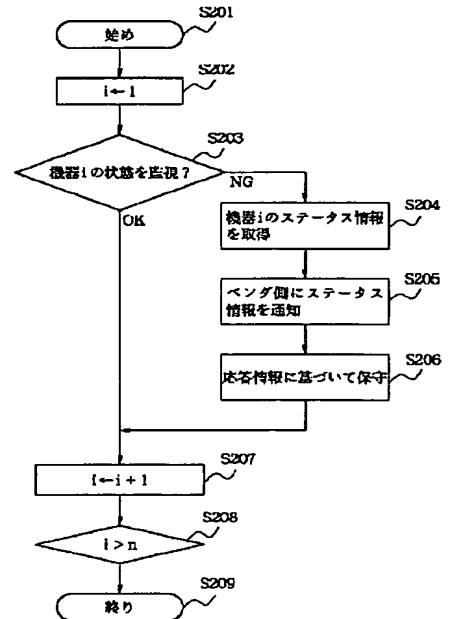 S201
始め
S202
i←1
S203
機器iの状態を監視？
NG
OK
S204
機器iのステータス情報
を取得
S205
ベンダ側にステータス
情報を通知
S206
応答情報に基づいて保守
S207
i←i+1
S208
i>n
S209
終り